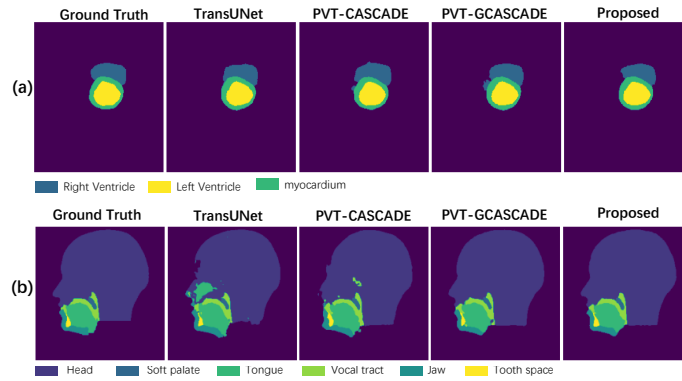 Ground Truth TransUNet PVT-CASCADE PVT-GCASCADE Proposed
(a)
Right Ventricle Left Ventricle myocardium
Ground Truth TransUNet PVT-CASCADE PVT-GCASCADE Proposed
(b)
Head Soft palate Tongue Vocal tract Jaw Tooth space